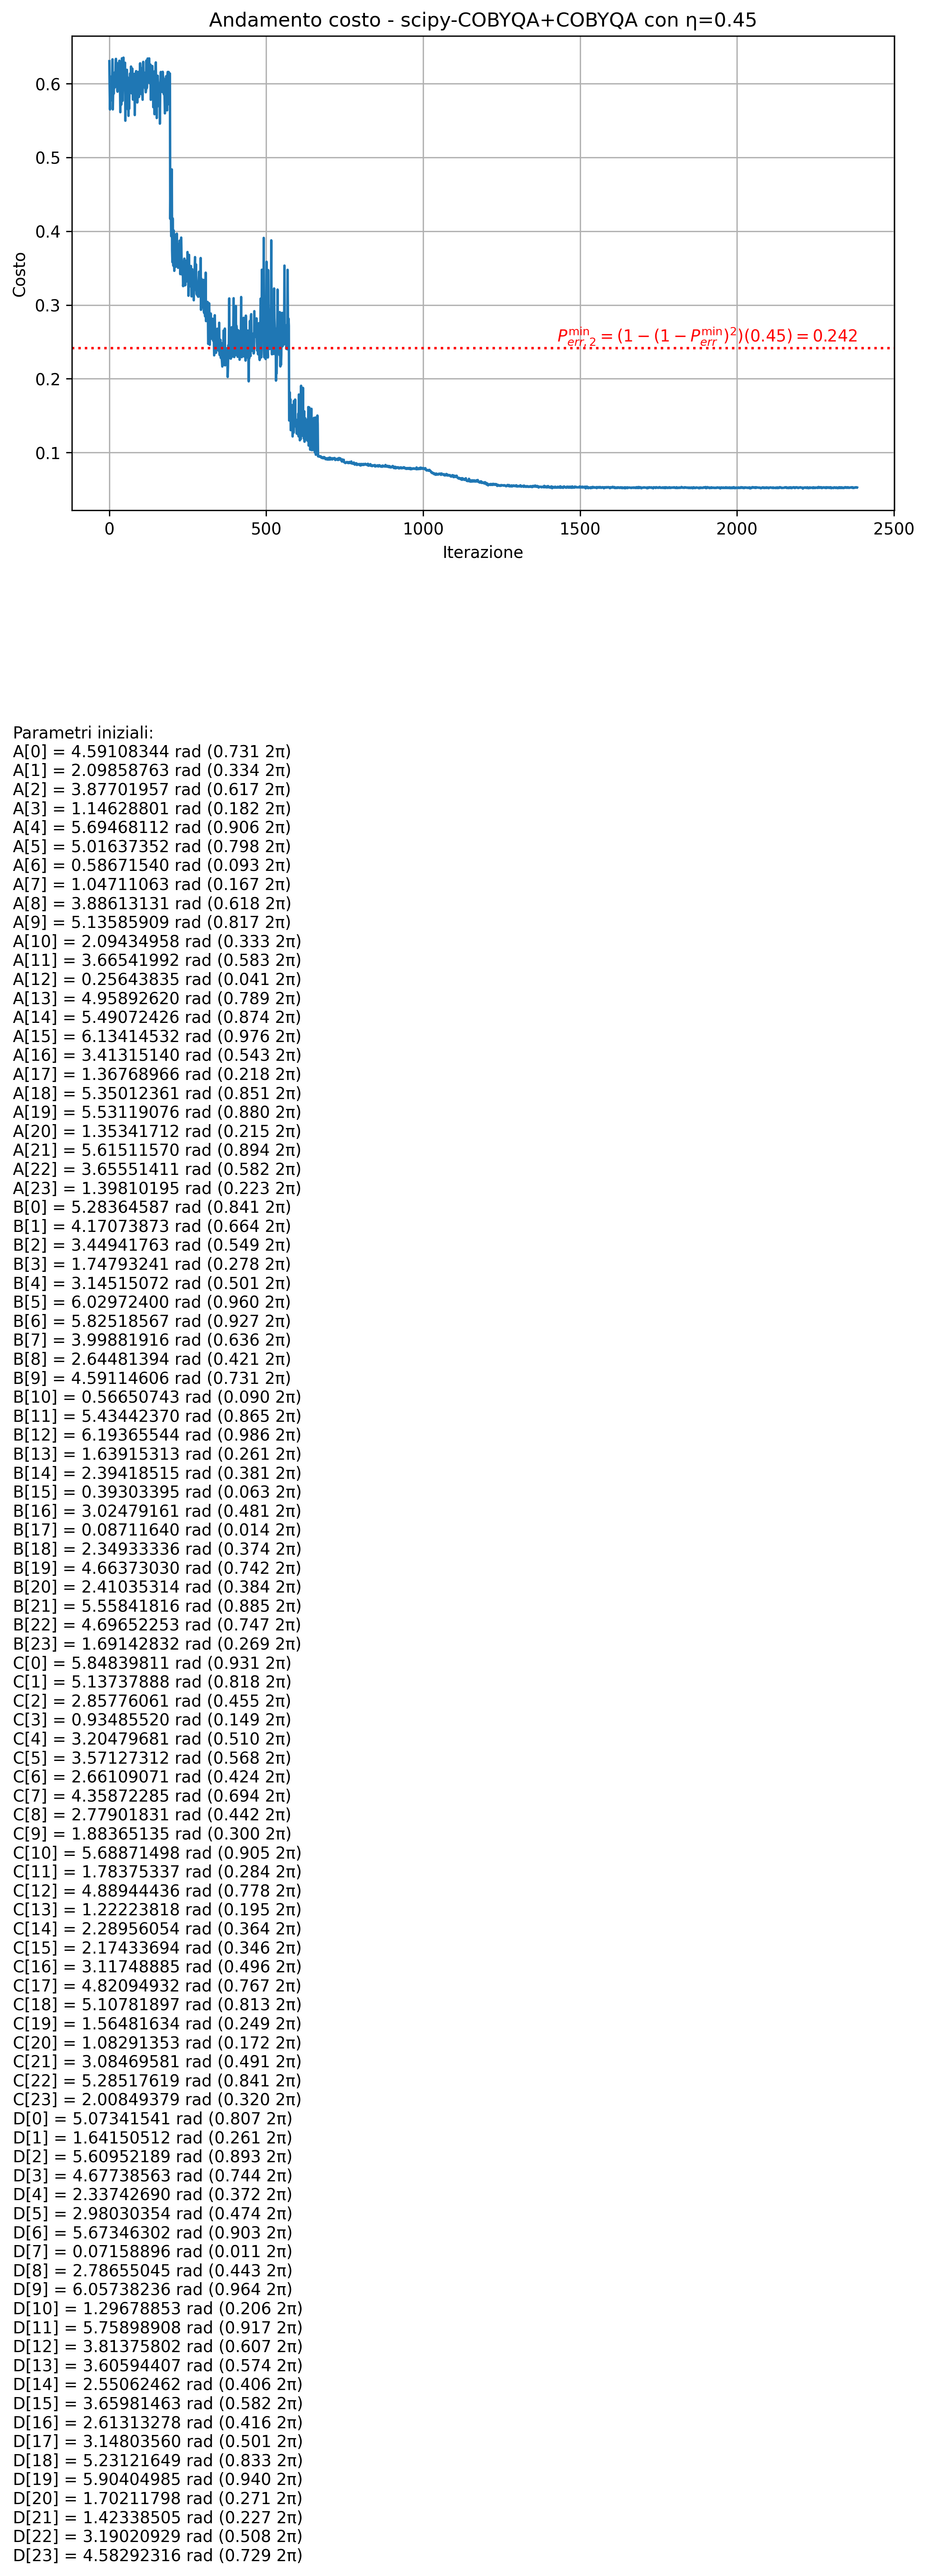 Andamento costo - scipy-COBYQA+COBYQA con η=0.45
0.6
0.5
0.4
0.3
0.2
0.1
Costo
P_{err,2}^{min} = (1 − (1 − P_{err}^{min})^2)(0.45) = 0.242
0 500 1000 1500 2000 2500
Iterazione
Parametri iniziali:
A[0] = 4.59108344 rad (0.731 2π)
A[1] = 2.09858763 rad (0.334 2π)
A[2] = 3.87701957 rad (0.617 2π)
A[3] = 1.14628801 rad (0.182 2π)
A[4] = 5.69468112 rad (0.906 2π)
A[5] = 5.01637352 rad (0.798 2π)
A[6] = 0.58671540 rad (0.093 2π)
A[7] = 1.04711063 rad (0.167 2π)
A[8] = 3.88613131 rad (0.618 2π)
A[9] = 5.13585909 rad (0.817 2π)
A[10] = 2.09434958 rad (0.333 2π)
A[11] = 3.66541992 rad (0.583 2π)
A[12] = 0.25643835 rad (0.041 2π)
A[13] = 4.95892620 rad (0.789 2π)
A[14] = 5.49072426 rad (0.874 2π)
A[15] = 6.13414532 rad (0.976 2π)
A[16] = 3.41315140 rad (0.543 2π)
A[17] = 1.36768966 rad (0.218 2π)
A[18] = 5.35012361 rad (0.851 2π)
A[19] = 5.53119076 rad (0.880 2π)
A[20] = 1.35341712 rad (0.215 2π)
A[21] = 5.61511570 rad (0.894 2π)
A[22] = 3.65551411 rad (0.582 2π)
A[23] = 1.39810195 rad (0.223 2π)
B[0] = 5.28364587 rad (0.841 2π)
B[1] = 4.17073873 rad (0.664 2π)
B[2] = 3.44941763 rad (0.549 2π)
B[3] = 1.74793241 rad (0.278 2π)
B[4] = 3.14515072 rad (0.501 2π)
B[5] = 6.02972400 rad (0.960 2π)
B[6] = 5.82518567 rad (0.927 2π)
B[7] = 3.99881916 rad (0.636 2π)
B[8] = 2.64481394 rad (0.421 2π)
B[9] = 4.59114606 rad (0.731 2π)
B[10] = 0.56650743 rad (0.090 2π)
B[11] = 5.43442370 rad (0.865 2π)
B[12] = 6.19365544 rad (0.986 2π)
B[13] = 1.63915313 rad (0.261 2π)
B[14] = 2.39418515 rad (0.381 2π)
B[15] = 0.39303395 rad (0.063 2π)
B[16] = 3.02479161 rad (0.481 2π)
B[17] = 0.08711640 rad (0.014 2π)
B[18] = 2.34933336 rad (0.374 2π)
B[19] = 4.66373030 rad (0.742 2π)
B[20] = 2.41035314 rad (0.384 2π)
B[21] = 5.55841816 rad (0.885 2π)
B[22] = 4.69652253 rad (0.747 2π)
B[23] = 1.69142832 rad (0.269 2π)
C[0] = 5.84839811 rad (0.931 2π)
C[1] = 5.13737888 rad (0.818 2π)
C[2] = 2.85776061 rad (0.455 2π)
C[3] = 0.93485520 rad (0.149 2π)
C[4] = 3.20479681 rad (0.510 2π)
C[5] = 3.57127312 rad (0.568 2π)
C[6] = 2.66109071 rad (0.424 2π)
C[7] = 4.35872285 rad (0.694 2π)
C[8] = 2.77901831 rad (0.442 2π)
C[9] = 1.88365135 rad (0.300 2π)
C[10] = 5.68871498 rad (0.905 2π)
C[11] = 1.78375337 rad (0.284 2π)
C[12] = 4.88944436 rad (0.778 2π)
C[13] = 1.22223818 rad (0.195 2π)
C[14] = 2.28956054 rad (0.364 2π)
C[15] = 2.17433694 rad (0.346 2π)
C[16] = 3.11748885 rad (0.496 2π)
C[17] = 4.82094932 rad (0.767 2π)
C[18] = 5.10781897 rad (0.813 2π)
C[19] = 1.56481634 rad (0.249 2π)
C[20] = 1.08291353 rad (0.172 2π)
C[21] = 3.08469581 rad (0.491 2π)
C[22] = 5.28517619 rad (0.841 2π)
C[23] = 2.00849379 rad (0.320 2π)
D[0] = 5.07341541 rad (0.807 2π)
D[1] = 1.64150512 rad (0.261 2π)
D[2] = 5.60952189 rad (0.893 2π)
D[3] = 4.67738563 rad (0.744 2π)
D[4] = 2.33742690 rad (0.372 2π)
D[5] = 2.98030354 rad (0.474 2π)
D[6] = 5.67346302 rad (0.903 2π)
D[7] = 0.07158896 rad (0.011 2π)
D[8] = 2.78655045 rad (0.443 2π)
D[9] = 6.05738236 rad (0.964 2π)
D[10] = 1.29678853 rad (0.206 2π)
D[11] = 5.75898908 rad (0.917 2π)
D[12] = 3.81375802 rad (0.607 2π)
D[13] = 3.60594407 rad (0.574 2π)
D[14] = 2.55062462 rad (0.406 2π)
D[15] = 3.65981463 rad (0.582 2π)
D[16] = 2.61313278 rad (0.416 2π)
D[17] = 3.14803560 rad (0.501 2π)
D[18] = 5.23121649 rad (0.833 2π)
D[19] = 5.90404985 rad (0.940 2π)
D[20] = 1.70211798 rad (0.271 2π)
D[21] = 1.42338505 rad (0.227 2π)
D[22] = 3.19020929 rad (0.508 2π)
D[23] = 4.58292316 rad (0.729 2π)